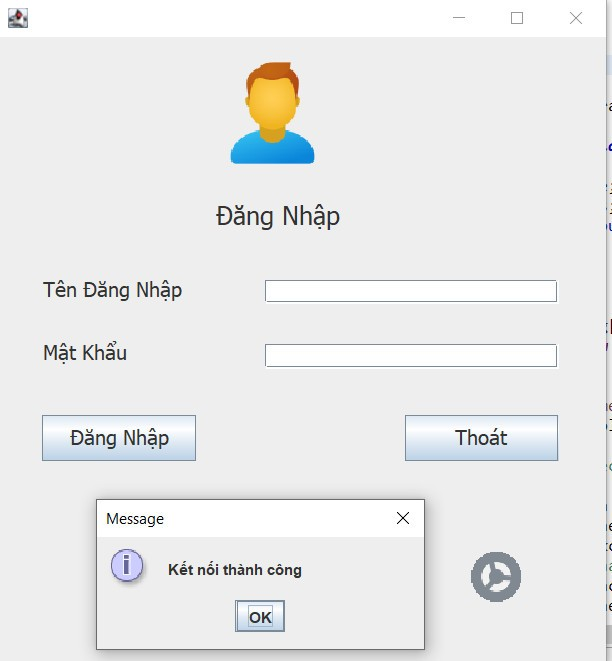 Đăng Nhập
Tên Đăng Nhập
Mật Khẩu
Đăng Nhập
Thoát
Message
Kết nối thành công
OK